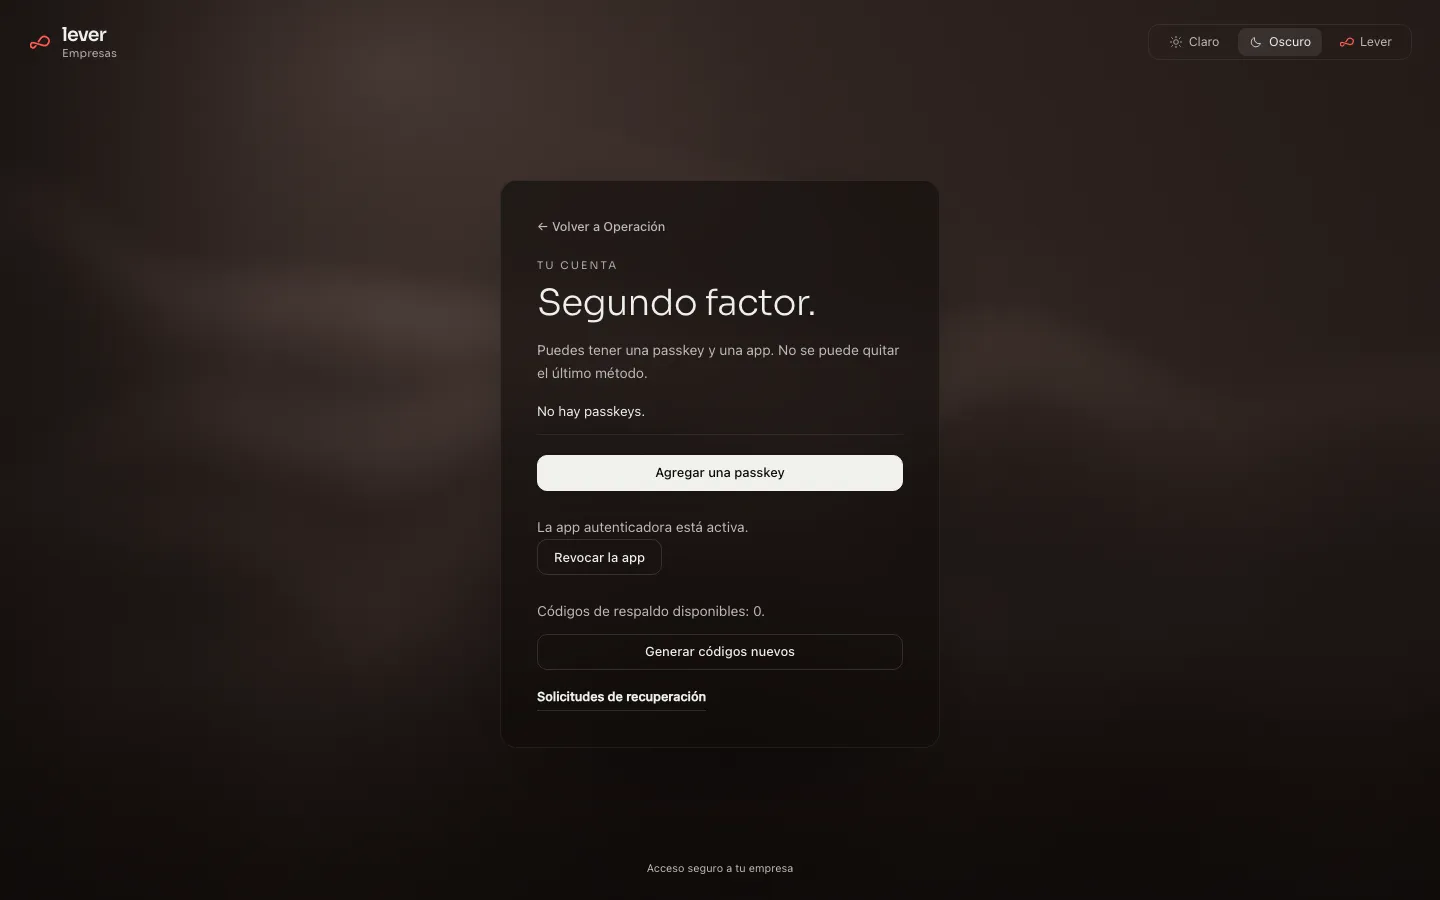 lever
Empresas
Claro
Oscuro
Lever
← Volver a Operación
TU CUENTA
Segundo factor.
Puedes tener una passkey y una app. No se puede quitar
el último método.
No hay passkeys.
Agregar una passkey
La app autenticadora está activa.
Revocar la app
Códigos de respaldo disponibles: 0.
Generar códigos nuevos
Solicitudes de recuperación
Acceso seguro a tu empresa